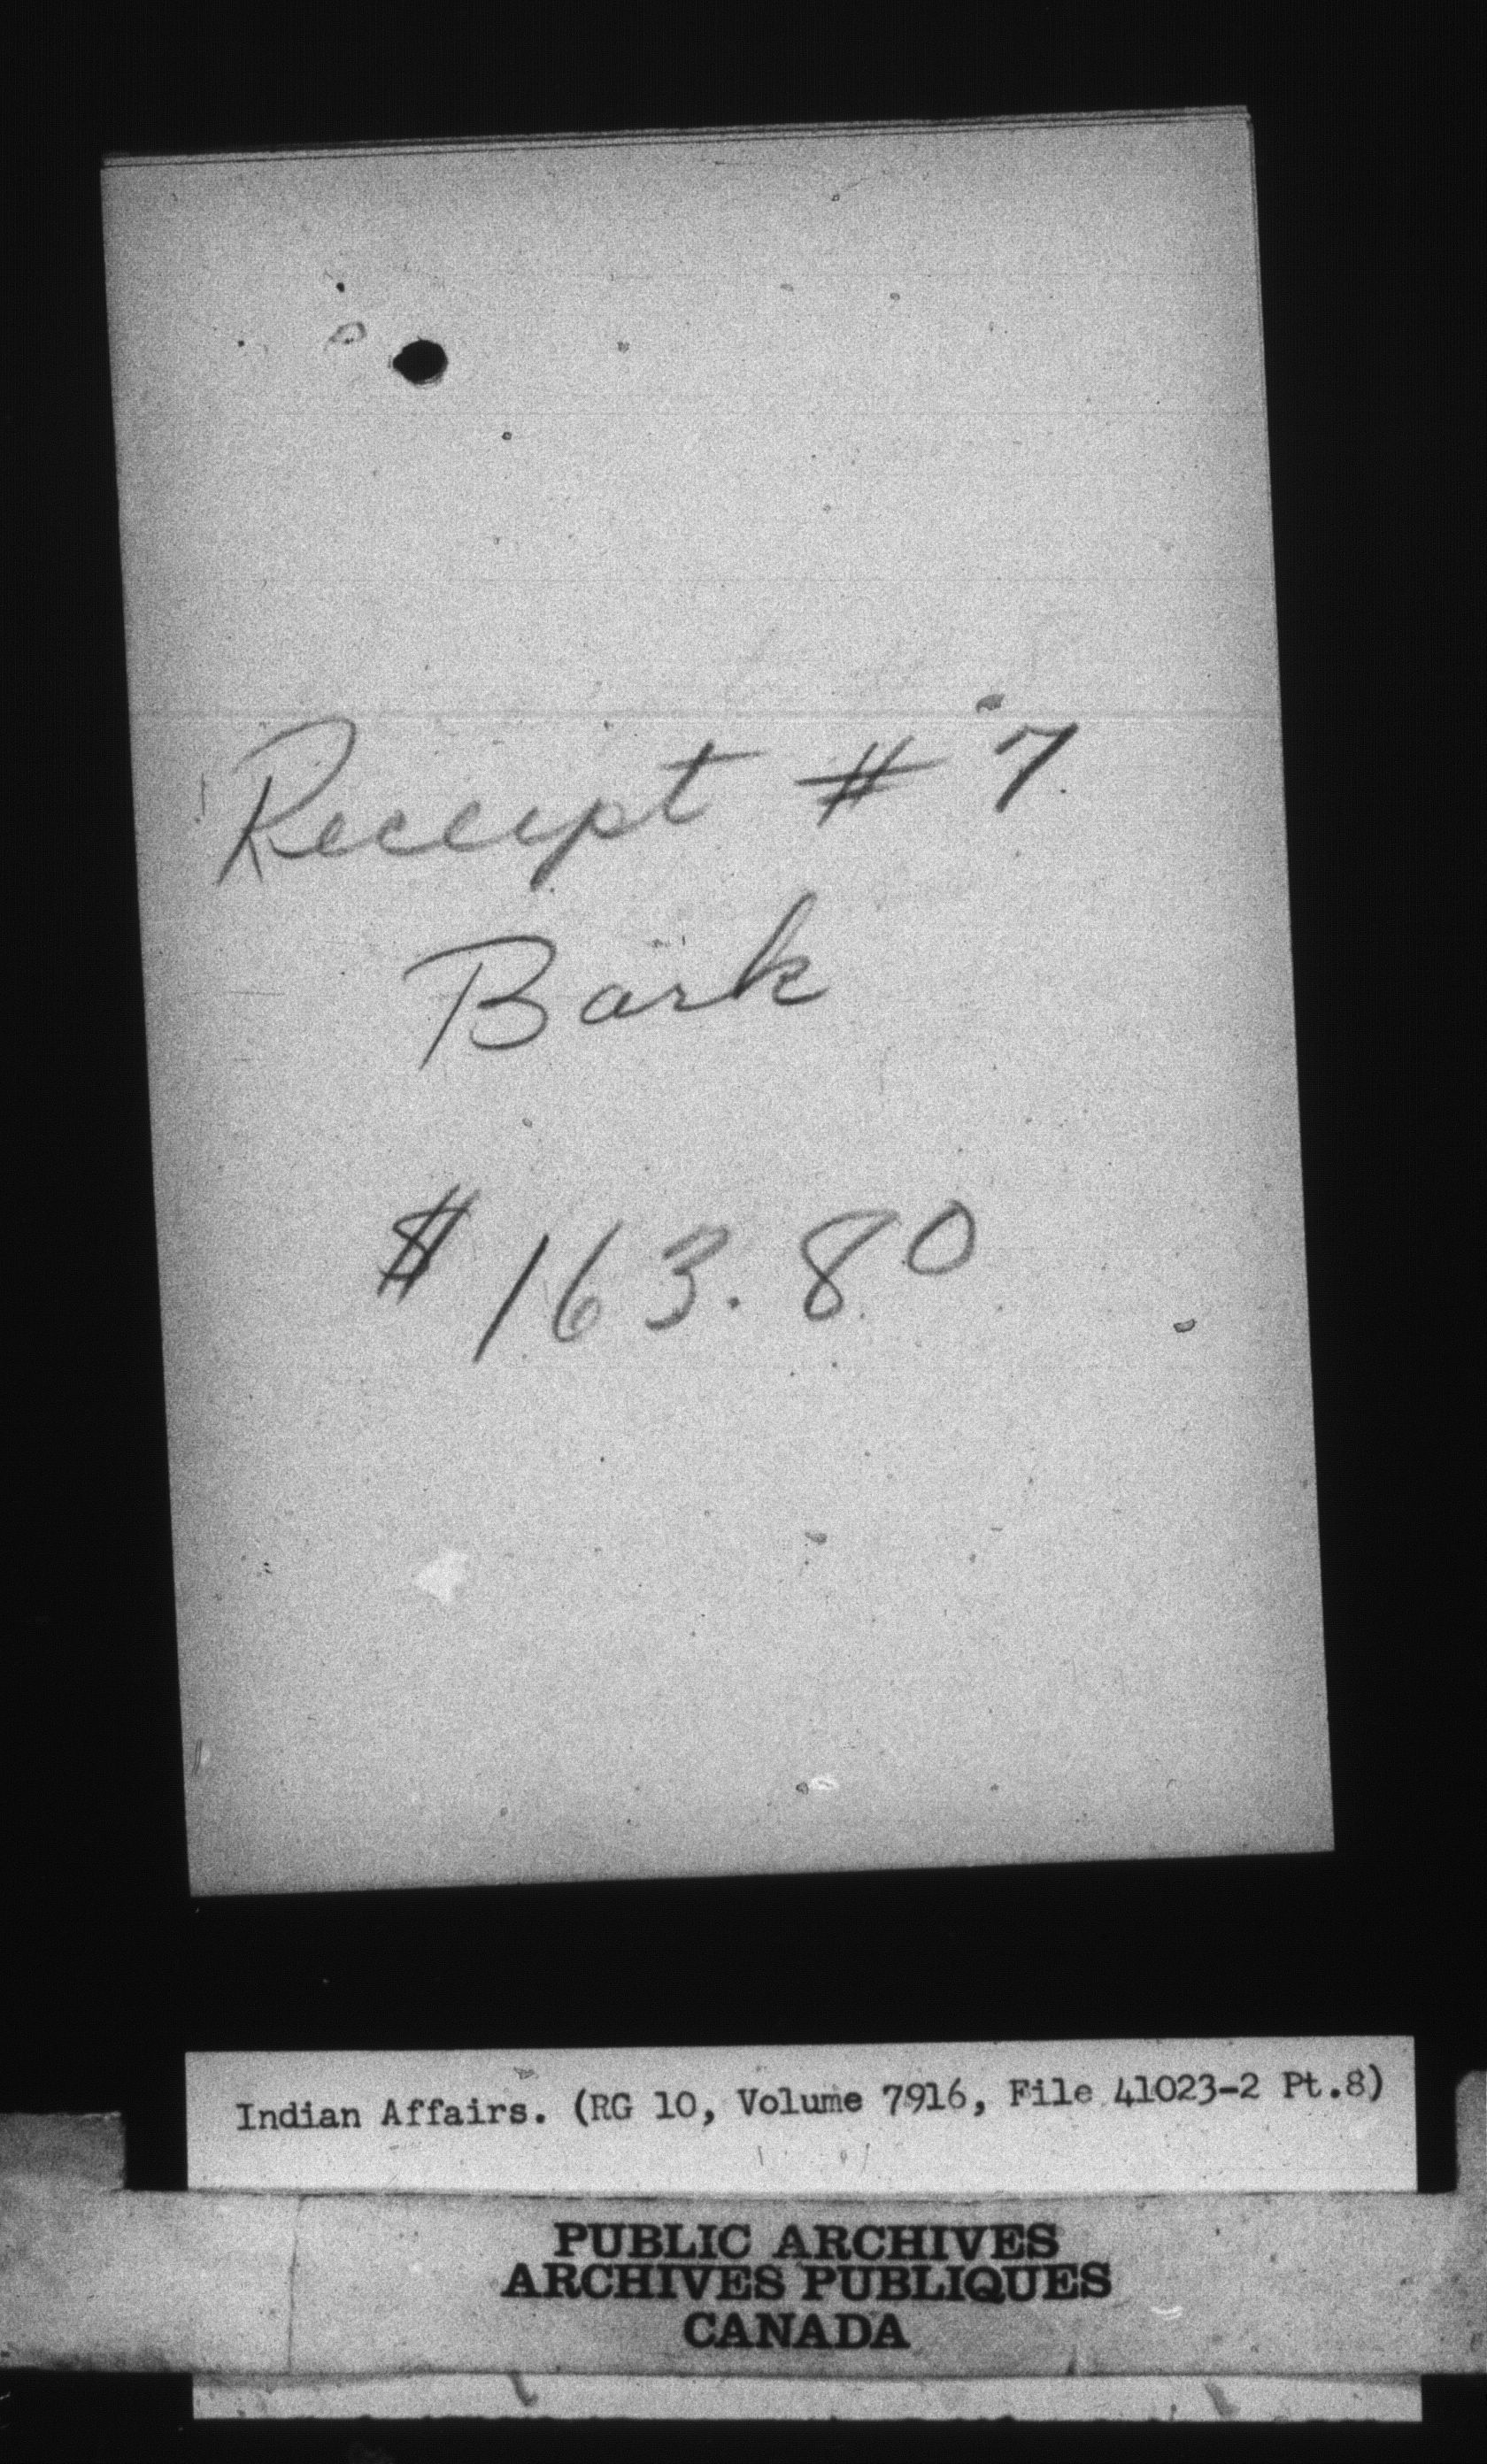 Receipt # 7
Bark
$163.80
Indian Affairs. (RG 10, Volume 7916, File 41023-2 Pt.8)
PUBLIC ARCHIVES
ARCHIVES PUBLIQUES
CANADA